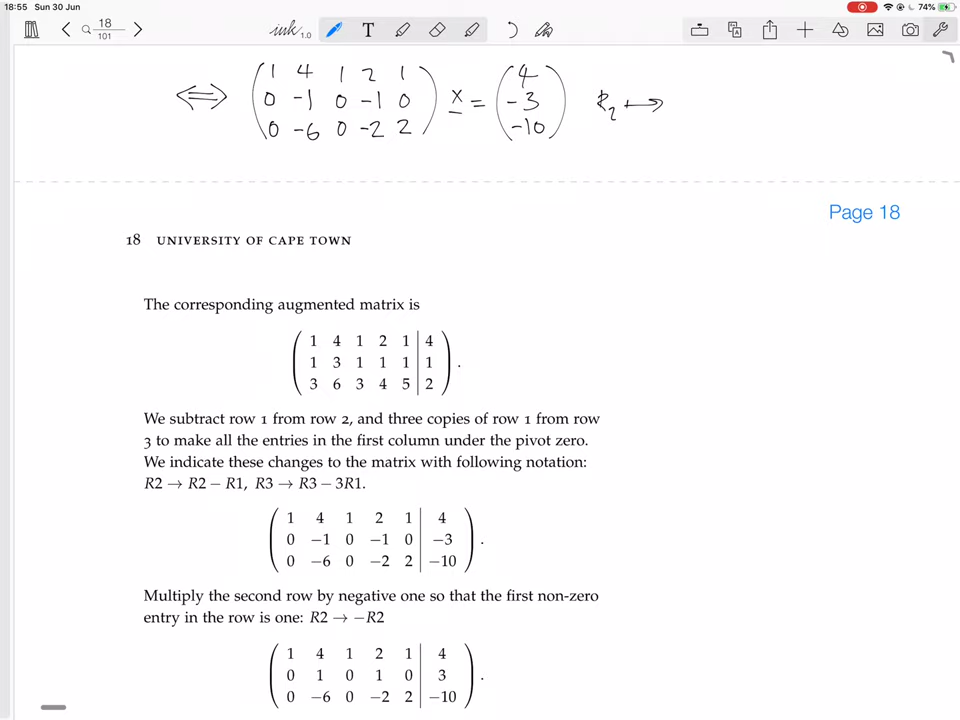 18:55 Sun 30 Jun 74%
18
101
ink 1.0 T
⟺ ( 1 4 1 2 1 ) x = ( 4 ) R₂ ↦
0 -1 0 -1 0 -3
0 -6 0 -2 2 -10
Page 18
18 UNIVERSITY OF CAPE TOWN
The corresponding augmented matrix is
1 4 1 2 1 | 4
1 3 1 1 1 | 1
3 6 3 4 5 | 2 .
We subtract row 1 from row 2, and three copies of row 1 from row
3 to make all the entries in the first column under the pivot zero.
We indicate these changes to the matrix with following notation:
R2 → R2 − R1, R3 → R3 − 3R1.
1 4 1 2 1 | 4
0 −1 0 −1 0 | −3
0 −6 0 −2 2 | −10 .
Multiply the second row by negative one so that the first non-zero
entry in the row is one: R2 → −R2
1 4 1 2 1 | 4
0 1 0 1 0 | 3
0 −6 0 −2 2 | −10 .